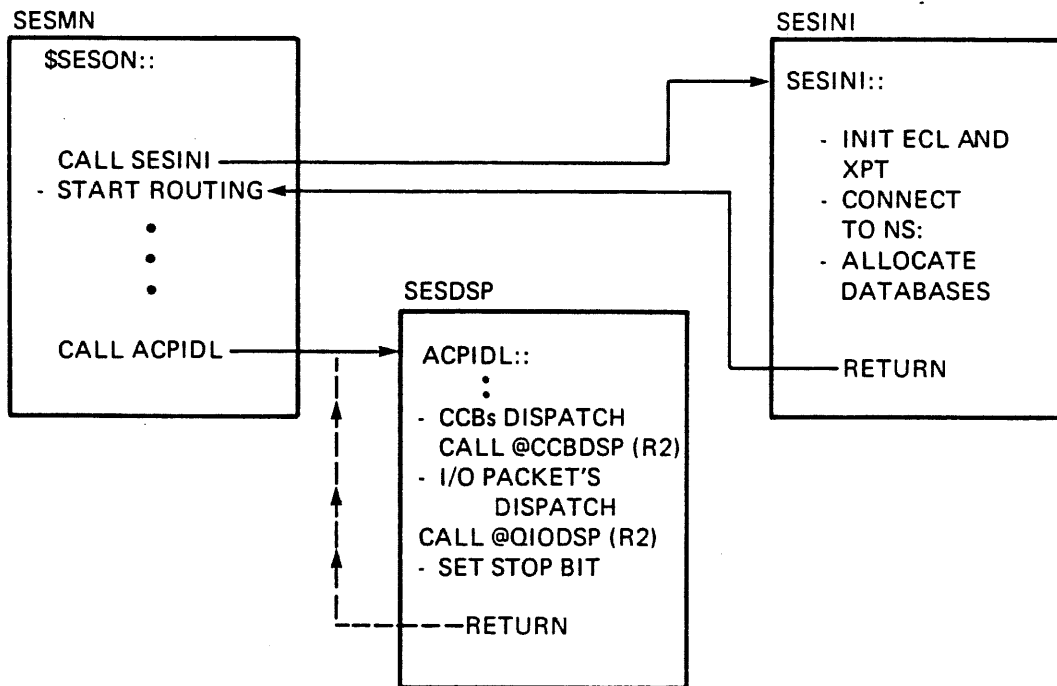 SESMN
$SESON::
CALL SESINI
- START ROUTING
CALL ACPIDL
SESDSP
ACPIDL::
- CCBs DISPATCH
CALL @CCBDSP (R2)
- I/O PACKET'S
DISPATCH
CALL @QIODSP (R2)
- SET STOP BIT
RETURN
SESINI
SESINI::
- INIT ECL AND
XPT
- CONNECT
TO NS:
- ALLOCATE
DATABASES
RETURN